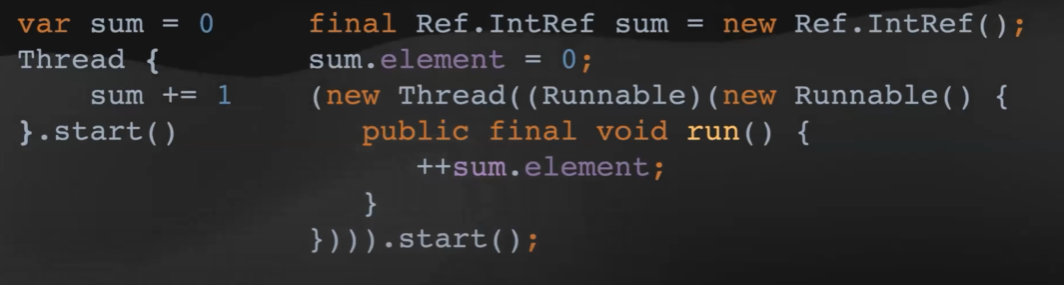 var sum = 0
Thread {
    sum += 1
}.start()
final Ref.IntRef sum = new Ref.IntRef();
sum.element = 0;
(new Thread((Runnable)(new Runnable() {
   public final void run() {
      ++sum.element;
   }
}))).start();